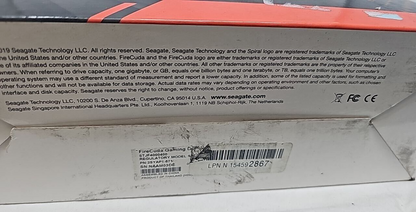 019 Seagate Technology LLC. All rights reserved. Seagate, Seagate Technology and the Spiral logo are registered trademarks of Seagate Technology LLC
the United States and/or other countries. FireCuda and the FireCuda logo are either trademarks or registered trademarks of Seagate Technology LLC or
of its affiliated companies in the United States and/or other countries. All other trademarks or registered trademarks are the property of their respective
owners. When referring to drive capacity, one gigabyte, or GB, equals one billion bytes and one terabyte, or TB, equals one trillion bytes. Your computer's
operating system may use a different standard of measurement and report a lower capacity. In addition, some of the listed capacity is used for formatting and
other functions and will not be available for data storage. Actual data rates may vary depending on operating environment and other factors, such as chosen
interface and disk capacity. Seagate reserves the right to change, without notice, product offerings or specifications.
Seagate Technology LLC, 10200 S. De Anza Blvd., Cupertino, CA 95014 U.S.A. www.seagate.com
Seagate Singapore International Headquarters Pte. Ltd., Koolhovenlaan 1, 1119 NB Schiphol-Rijk, The Netherlands
FC CE
FireCuda Gaming
REGULATORY MODEL
LPN:N-154592867